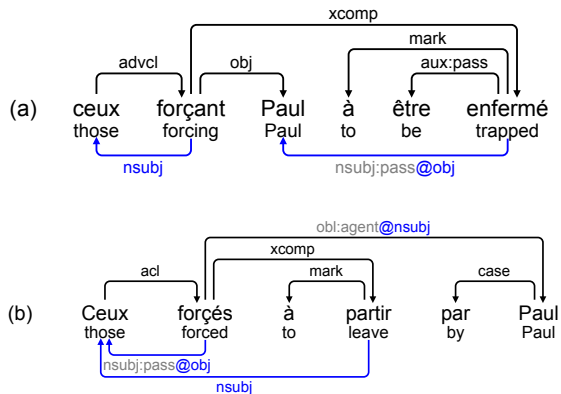 xcomp
mark
advcl obj aux:pass
(a) ceux forçant Paul à être enfermé
those forcing Paul to be trapped
nsubj nsubj:pass@obj
obl:agent@nsubj
xcomp
acl mark case
(b) Ceux forçés à partir par Paul
those forced to leave by Paul
nsubj:pass@obj
nsubj